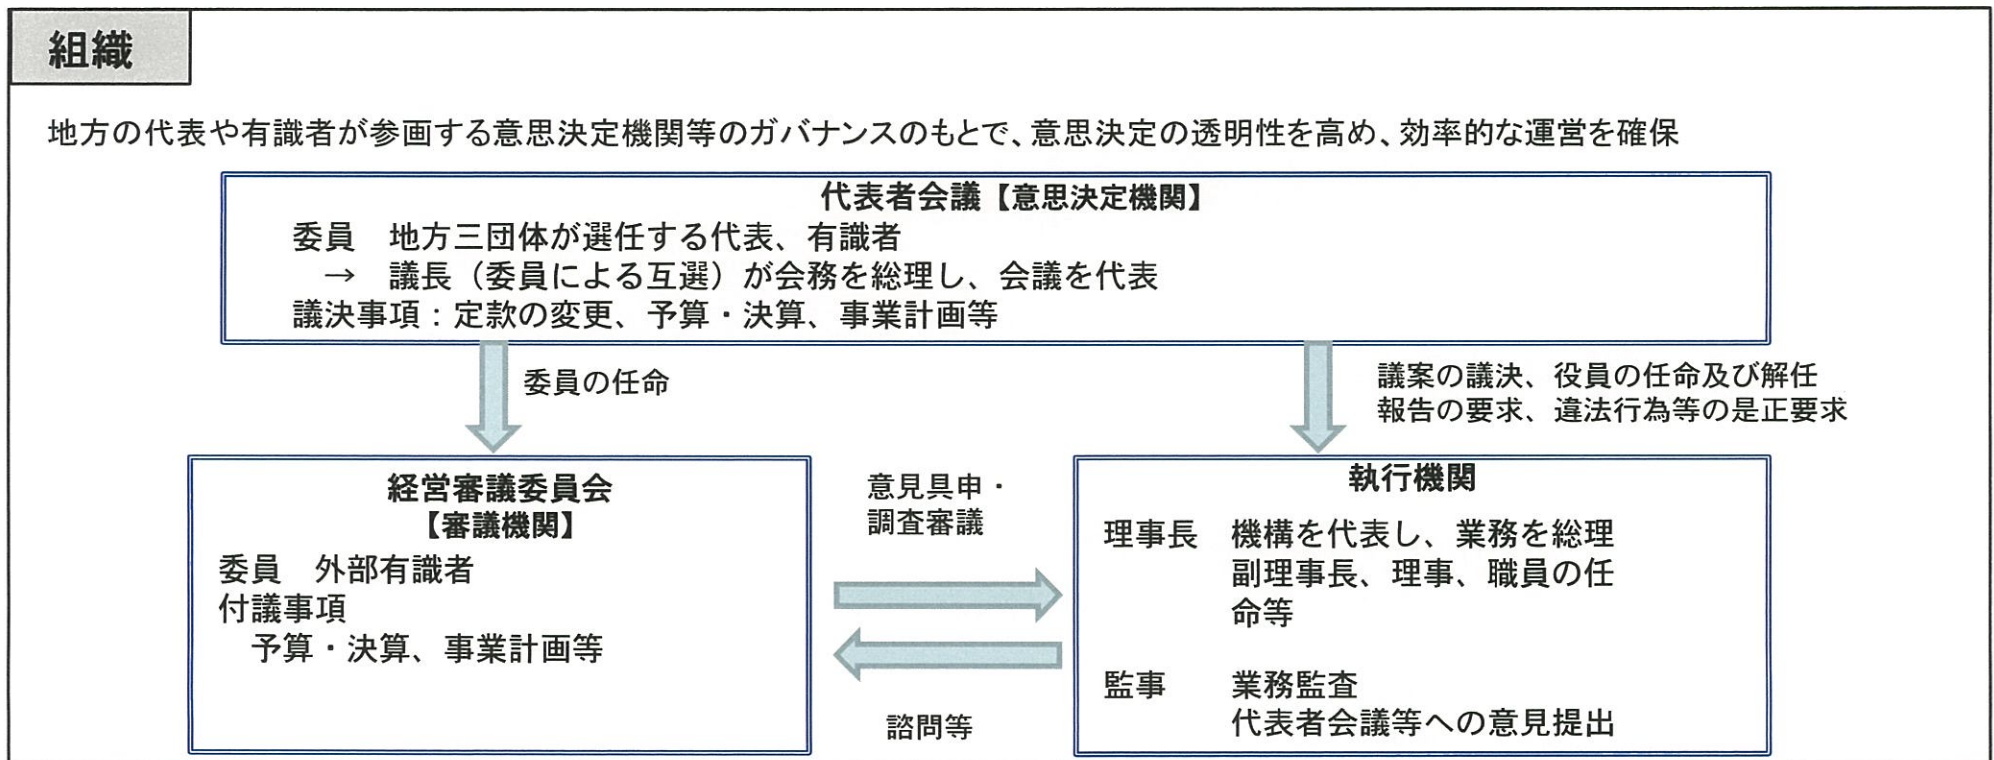 組織
地方の代表や有識者が参画する意思決定機関等のガバナンスのもとで、意思決定の透明性を高め、効率的な運営を確保
代表者会議【意思決定機関】
委員　地方三団体が選任する代表、有識者
→　議長（委員による互選）が会務を総理し、会議を代表
議決事項：定款の変更、予算・決算、事業計画等
委員の任命
議案の議決、役員の任命及び解任
報告の要求、違法行為等の是正要求
経営審議委員会
【審議機関】
委員　外部有識者
付議事項
予算・決算、事業計画等
意見具申・
調査審議
諮問等
執行機関
理事長　機構を代表し、業務を総理
副理事長、理事、職員の任
命等
監事　業務監査
代表者会議等への意見提出